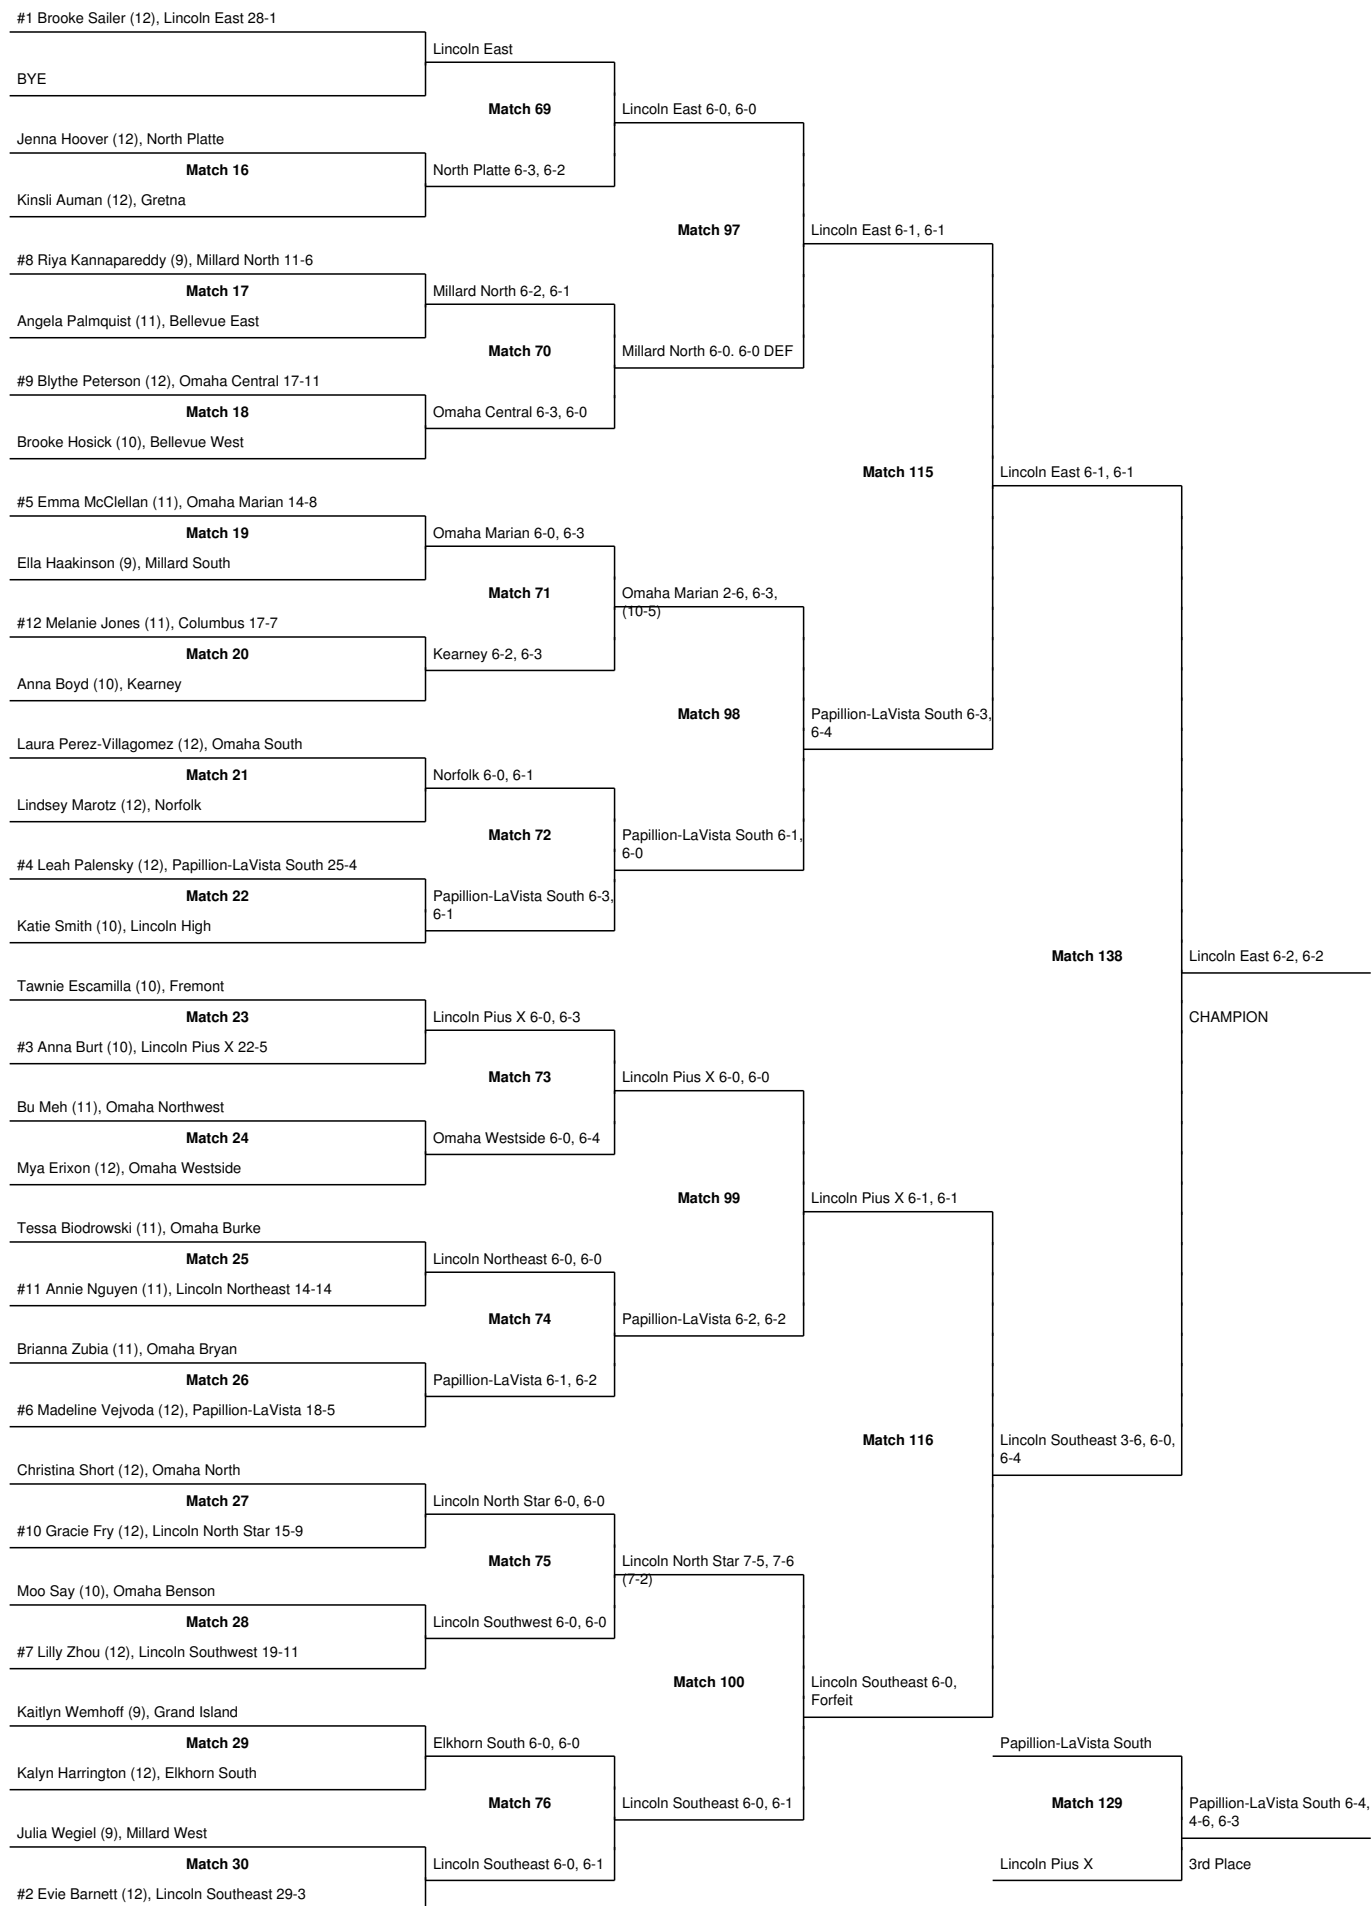 #1 Brooke Sailer (12), Lincoln East 28-1
Lincoln East
BYE
Match 69
Lincoln East 6-0, 6-0
Jenna Hoover (12), North Platte
Match 16
North Platte 6-3, 6-2
Kinsli Auman (12), Gretna
Match 97
Lincoln East 6-1, 6-1
#8 Riya Kannapareddy (9), Millard North 11-6
Match 17
Millard North 6-2, 6-1
Angela Palmquist (11), Bellevue East
Match 70
Millard North 6-0. 6-0 DEF
#9 Blythe Peterson (12), Omaha Central 17-11
Match 18
Omaha Central 6-3, 6-0
Brooke Hosick (10), Bellevue West
Match 115
Lincoln East 6-1, 6-1
#5 Emma McClellan (11), Omaha Marian 14-8
Match 19
Omaha Marian 6-0, 6-3
Ella Haakinson (9), Millard South
Match 71
Omaha Marian 2-6, 6-3,
(10-5)
#12 Melanie Jones (11), Columbus 17-7
Match 20
Kearney 6-2, 6-3
Anna Boyd (10), Kearney
Match 98
Papillion-LaVista South 6-3,
6-4
Laura Perez-Villagomez (12), Omaha South
Match 21
Norfolk 6-0, 6-1
Lindsey Marotz (12), Norfolk
Match 72
Papillion-LaVista South 6-1,
6-0
#4 Leah Palensky (12), Papillion-LaVista South 25-4
Match 22
Papillion-LaVista South 6-3,
6-1
Katie Smith (10), Lincoln High
Match 138
Lincoln East 6-2, 6-2
CHAMPION
Tawnie Escamilla (10), Fremont
Match 23
Lincoln Pius X 6-0, 6-3
#3 Anna Burt (10), Lincoln Pius X 22-5
Match 73
Lincoln Pius X 6-0, 6-0
Bu Meh (11), Omaha Northwest
Match 24
Omaha Westside 6-0, 6-4
Mya Erixon (12), Omaha Westside
Match 99
Lincoln Pius X 6-1, 6-1
Tessa Biodrowski (11), Omaha Burke
Match 25
Lincoln Northeast 6-0, 6-0
#11 Annie Nguyen (11), Lincoln Northeast 14-14
Match 74
Papillion-LaVista 6-2, 6-2
Brianna Zubia (11), Omaha Bryan
Match 26
Papillion-LaVista 6-1, 6-2
#6 Madeline Vejvoda (12), Papillion-LaVista 18-5
Match 116
Lincoln Southeast 3-6, 6-0,
6-4
Christina Short (12), Omaha North
Match 27
Lincoln North Star 6-0, 6-0
#10 Gracie Fry (12), Lincoln North Star 15-9
Match 75
Lincoln North Star 7-5, 7-6
(7-2)
Moo Say (10), Omaha Benson
Match 28
Lincoln Southwest 6-0, 6-0
#7 Lilly Zhou (12), Lincoln Southwest 19-11
Match 100
Lincoln Southeast 6-0,
Forfeit
Kaitlyn Wemhoff (9), Grand Island
Match 29
Elkhorn South 6-0, 6-0
Kalyn Harrington (12), Elkhorn South
Match 76
Lincoln Southeast 6-0, 6-1
Julia Wegiel (9), Millard West
Match 30
Lincoln Southeast 6-0, 6-1
#2 Evie Barnett (12), Lincoln Southeast 29-3
Papillion-LaVista South
Match 129
Papillion-LaVista South 6-4,
4-6, 6-3
Lincoln Pius X
3rd Place